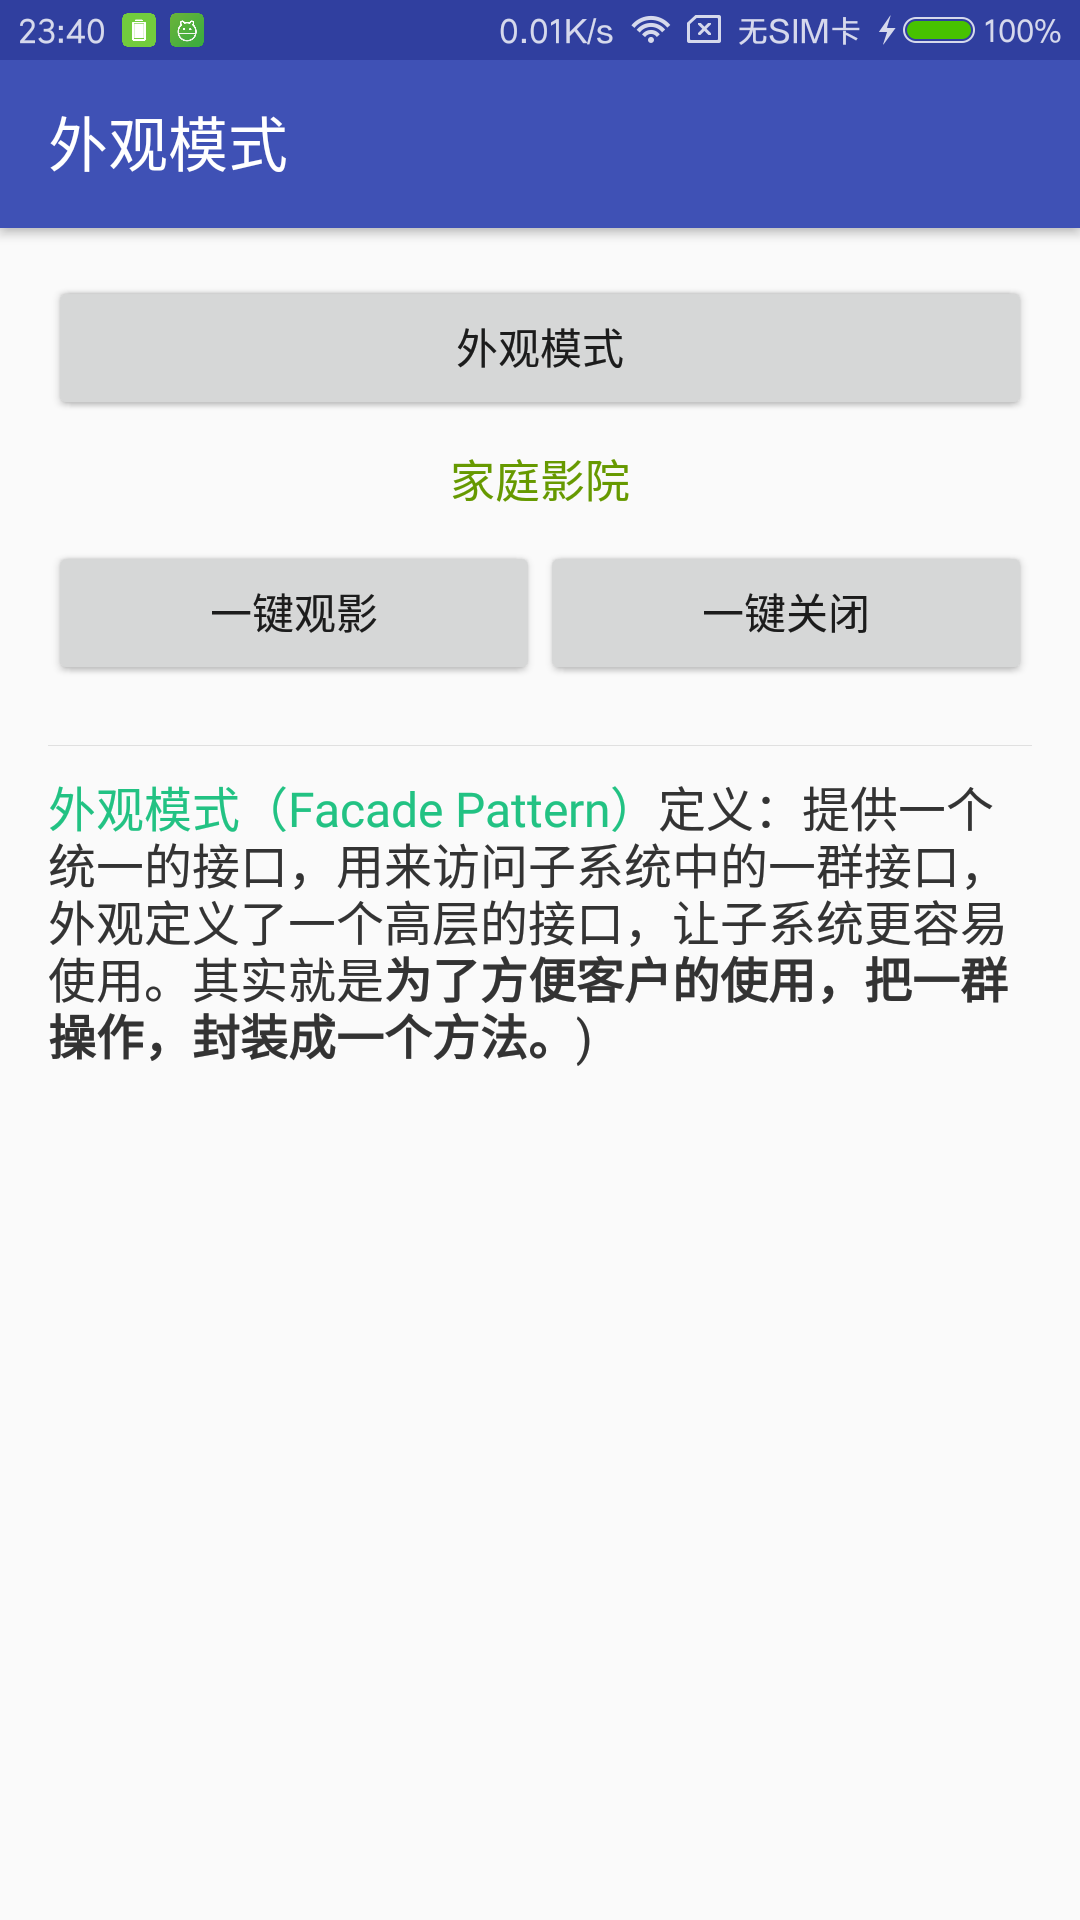 23:40 0.01K/s 无SIM卡 100%
外观模式
外观模式
家庭影院
一键观影 一键关闭
外观模式（Facade Pattern）定义：提供一个
统一的接口，用来访问子系统中的一群接口，
外观定义了一个高层的接口，让子系统更容易
使用。其实就是为了方便客户的使用，把一群
操作，封装成一个方法。)